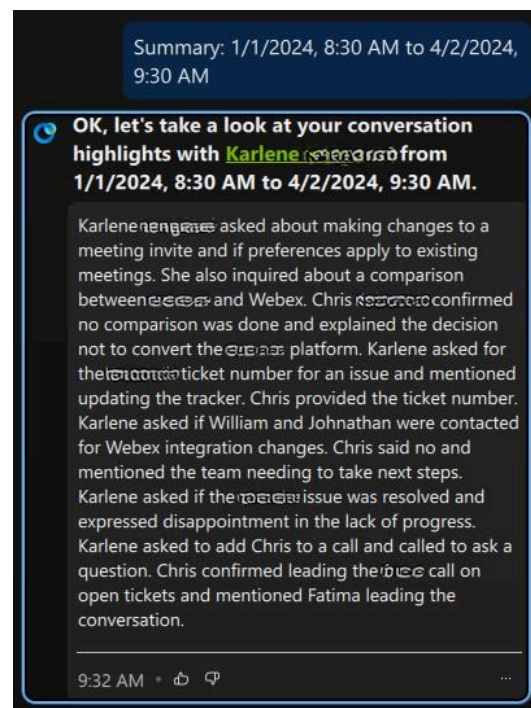 Summary: 1/1/2024, 8:30 AM to 4/2/2024,
9:30 AM
OK, let's take a look at your conversation
highlights with Karlene from
1/1/2024, 8:30 AM to 4/2/2024, 9:30 AM.
Karlene asked about making changes to a
meeting invite and if preferences apply to existing
meetings. She also inquired about a comparison
between and Webex. Chris confirmed
no comparison was done and explained the decision
not to convert the platform. Karlene asked for
the ticket number for an issue and mentioned
updating the tracker. Chris provided the ticket number.
Karlene asked if William and Johnathan were contacted
for Webex integration changes. Chris said no and
mentioned the team needing to take next steps.
Karlene asked if the issue was resolved and
expressed disappointment in the lack of progress.
Karlene asked to add Chris to a call and called to ask a
question. Chris confirmed leading the call on
open tickets and mentioned Fatima leading the
conversation.
9:32 AM